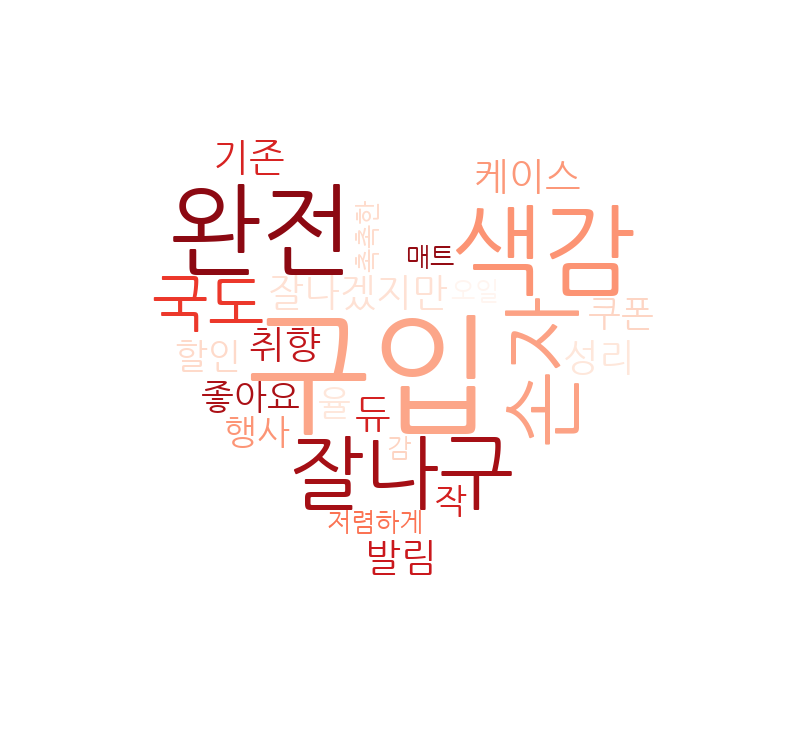 기존
케이스
완전
촉촉한
색감
매트
국도
잘나겠지만
오일
쿠폰
순자
구입
취향
할인
성리
좋아요
율
듀
행사
감
잘나구
작
저렴하게
발림